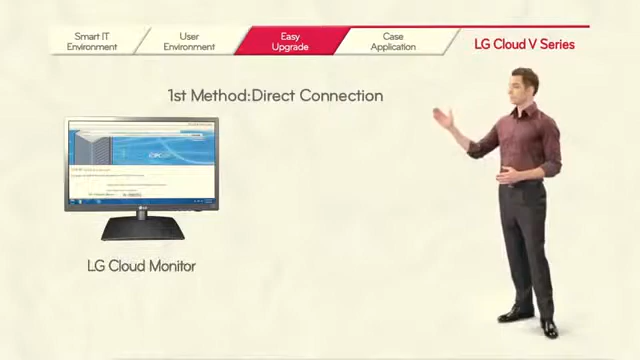 Smart IT
Environment
User
Environment
Easy
Upgrade
Case
Application
LG Cloud V Series
1st Method:Direct Connection
LG
LG Cloud Monitor